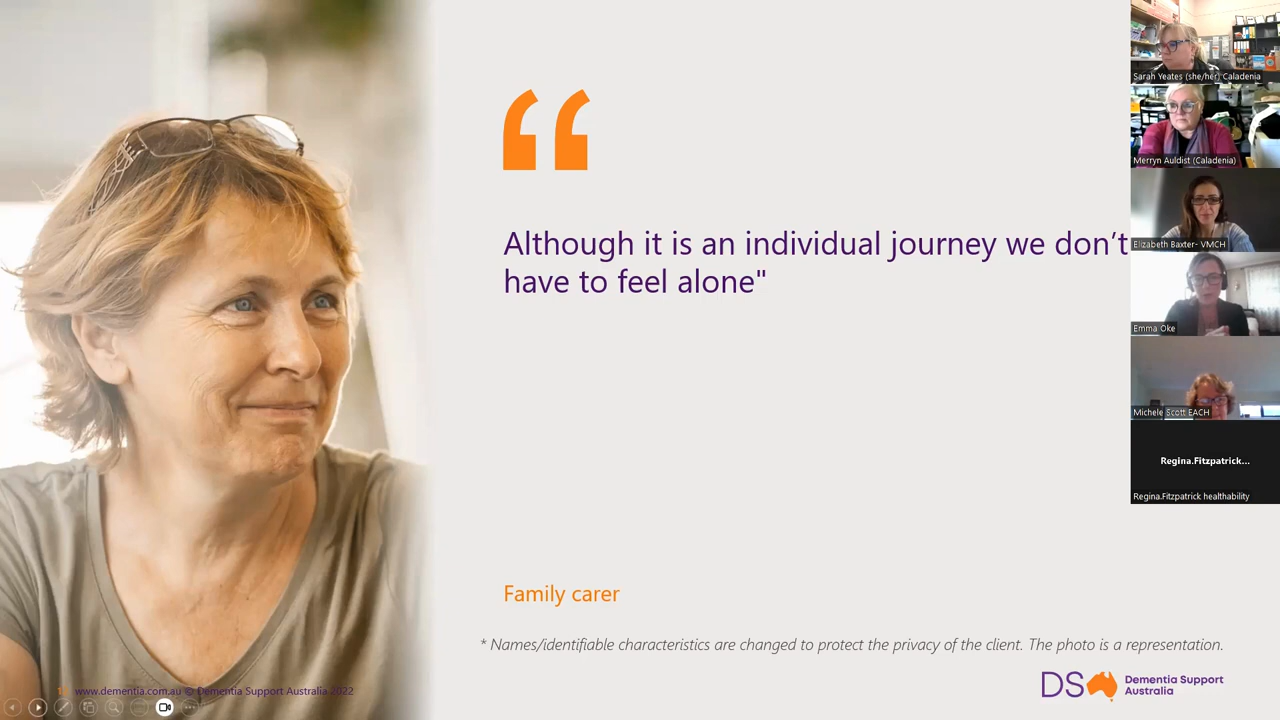 “
Although it is an individual journey we don’t
have to feel alone"
Family carer
* Names/identifiable characteristics are changed to protect the privacy of the client. The photo is a representation.
www.dementia.com.au © Dementia Support Australia 2022
DS
Dementia Support
Australia
Sarah Yeates (she/her) Caladenia
Merryn Auldist (Caladenia)
Elizabeth Baxter- VMCH
Emma Oke
Michele Scott EACH
Regina.Fitzpatrick...
Regina.Fitzpatrick healthability